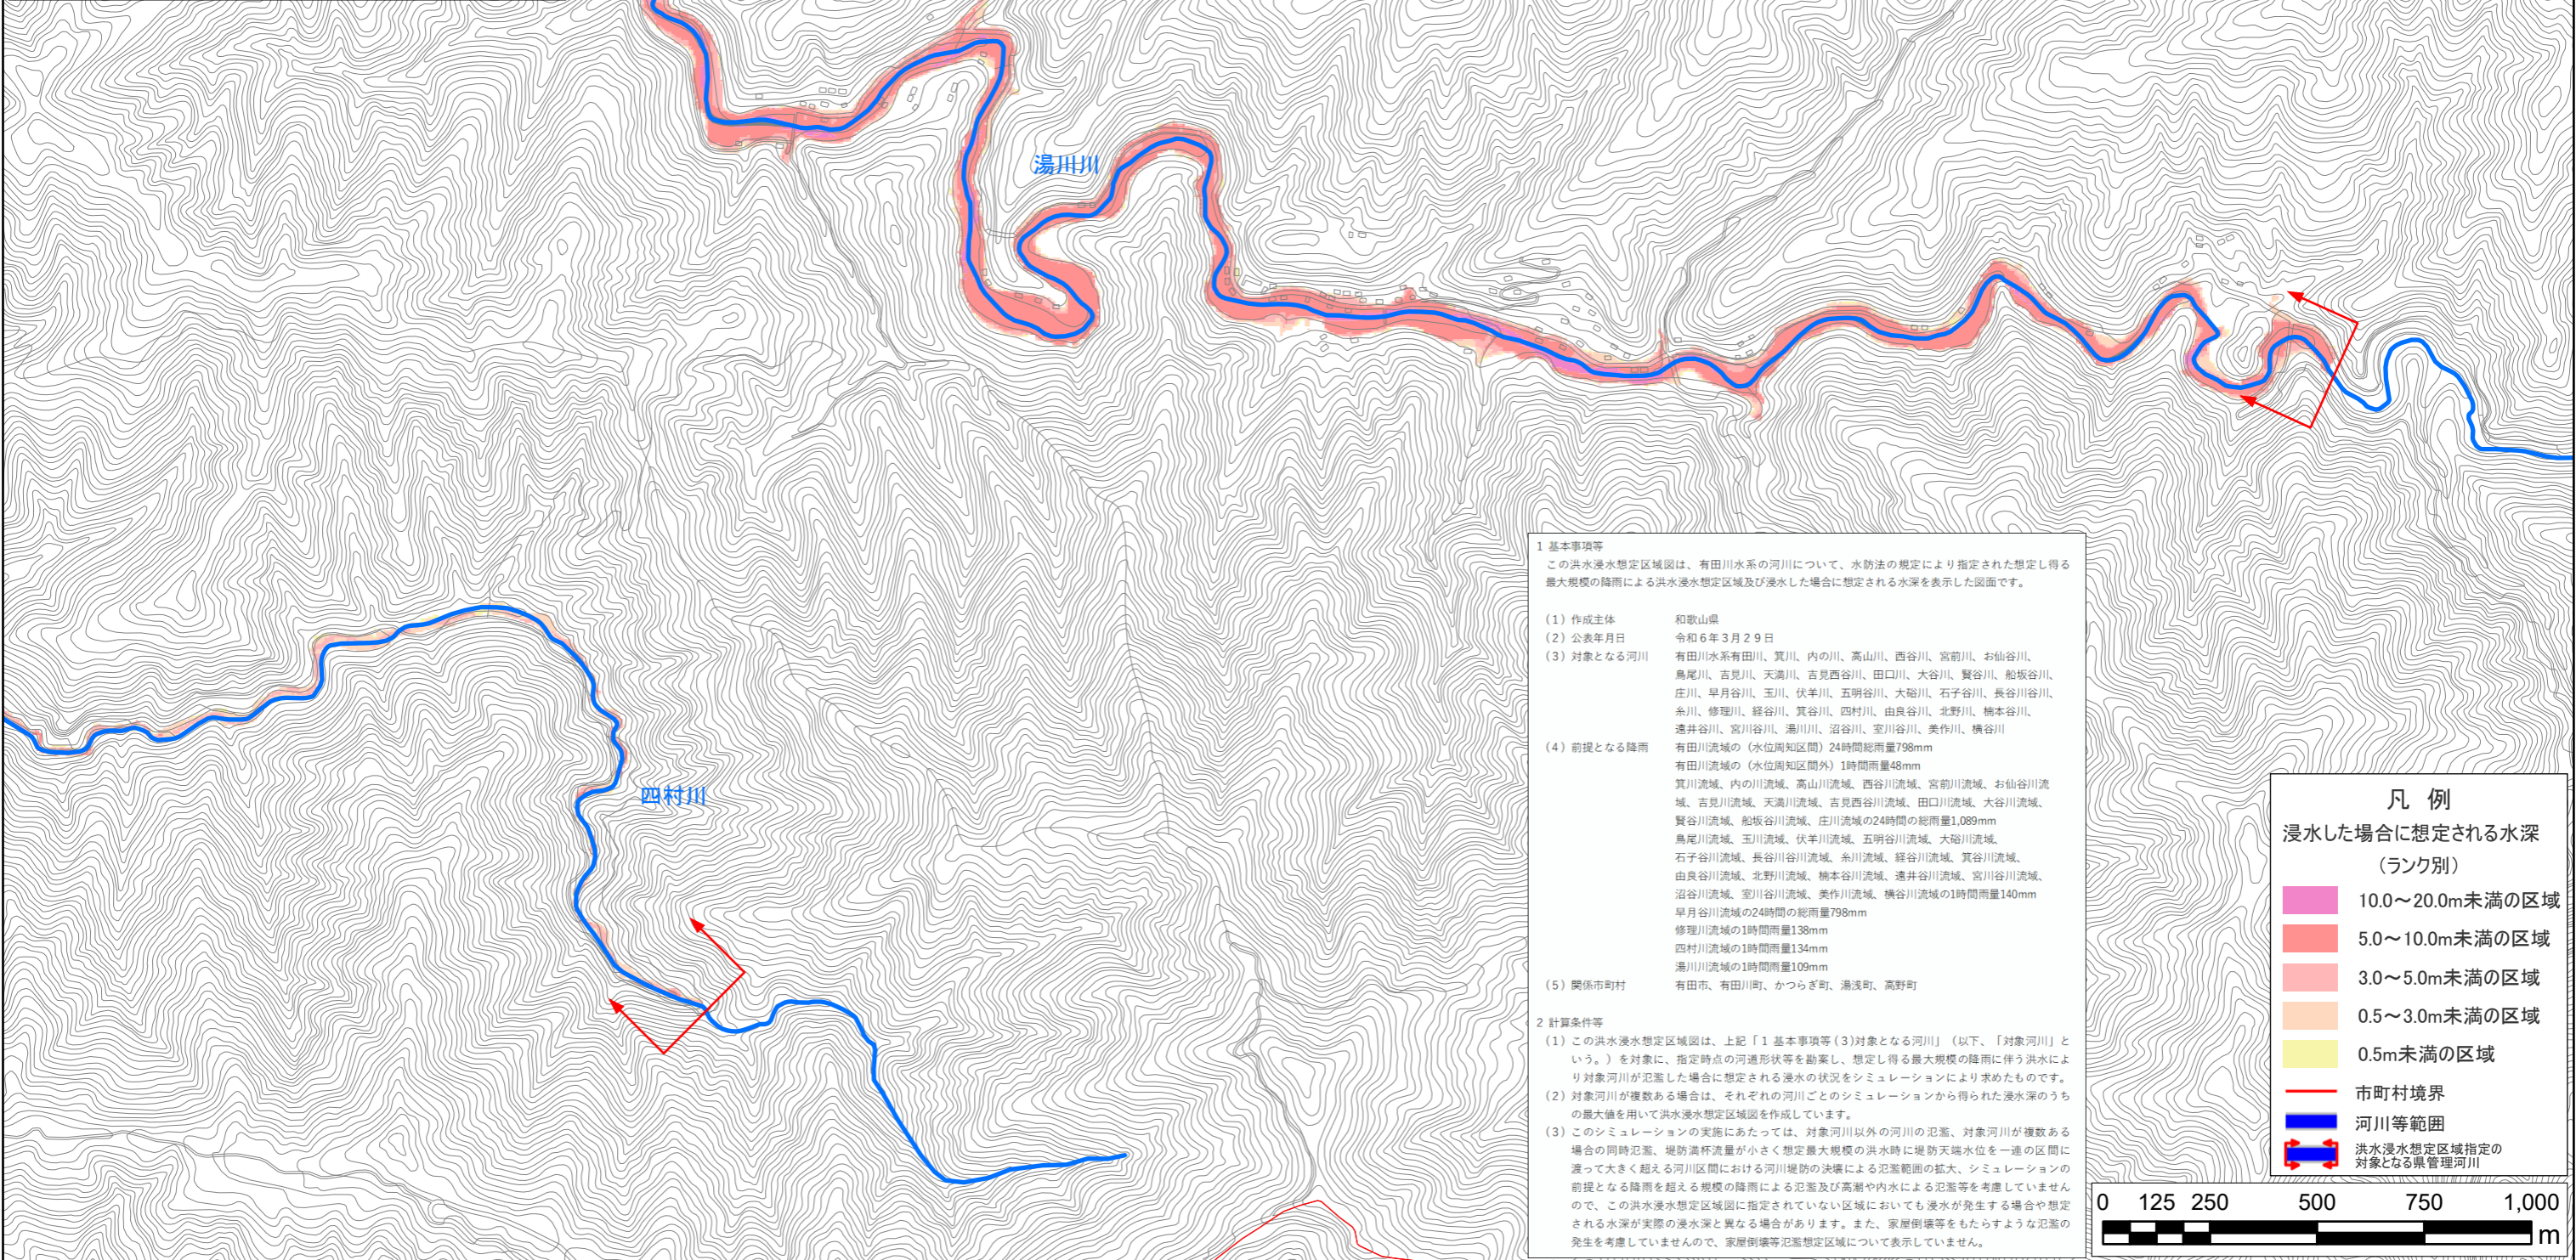 湯川川
四村川
1 基本事項等
この洪水浸水想定区域図は、有田川水系の河川について、水防法の規定により指定された想定し得る
最大規模の降雨による洪水浸水想定区域及び浸水した場合に想定される水深を表示した図面です。
(1) 作成主体 和歌山県
(2) 公表年月日 令和6年3月29日
(3) 対象となる河川 有田川水系有田川、箕川、内の川、高山川、西谷川、宮前川、お仙谷川、
鳥尾川、吉見川、天満川、吉見西谷川、田口川、大谷川、賢谷川、船坂谷川、
庄川、早月谷川、玉川、伏羊川、五明谷川、大硲川、石子谷川、長谷川谷川、
糸川、修理川、経谷川、箕谷川、四村川、由良谷川、北野川、楠本谷川、
遠井谷川、宮川谷川、湯川川、沼谷川、室川谷川、美作川、横谷川
(4) 前提となる降雨 有田川流域の（水位周知区間）24時間総雨量798mm
有田川流域の（水位周知区間外）1時間雨量48mm
箕川流域、内の川流域、高山川流域、西谷川流域、宮前川流域、お仙谷川流
域、吉見川流域、天満川流域、吉見西谷川流域、田口川流域、大谷川流域、
賢谷川流域、船坂谷川流域、庄川流域の24時間の総雨量1,089mm
鳥尾川流域、玉川流域、伏羊川流域、五明谷川流域、大硲川流域、
石子谷川流域、長谷川谷川流域、糸川流域、経谷川流域、箕谷川流域、
由良谷川流域、北野川流域、楠本谷川流域、遠井谷川流域、宮川谷川流域、
沼谷川流域、室川谷川流域、美作川流域、横谷川流域の1時間雨量140mm
早月谷川流域の24時間の総雨量798mm
修理川流域の1時間雨量138mm
四村川流域の1時間雨量134mm
湯川川流域の1時間雨量109mm
(5) 関係市町村 有田市、有田川町、かつらぎ町、湯浅町、高野町
2 計算条件等
(1) この洪水浸水想定区域図は、上記「1 基本事項等(3)対象となる河川」（以下、「対象河川」と
いう。）を対象に、指定時点の河道形状等を勘案し、想定し得る最大規模の降雨に伴う洪水によ
り対象河川が氾濫した場合に想定される浸水の状況をシミュレーションにより求めたものです。
(2) 対象河川が複数ある場合は、それぞれの河川ごとのシミュレーションから得られた浸水深のうち
の最大値を用いて洪水浸水想定区域図を作成しています。
(3) このシミュレーションの実施にあたっては、対象河川以外の河川の氾濫、対象河川が複数ある
場合の同時氾濫、堤防満杯流量が小さく想定最大規模の洪水時に堤防天端水位を一連の区間に
渡って大きく超える河川区間における河川堤防の決壊による氾濫範囲の拡大、シミュレーションの
前提となる降雨を超える規模の降雨による氾濫及び高潮や内水による氾濫等を考慮していません
ので、この洪水浸水想定区域図に指定されていない区域においても浸水が発生する場合や想定
される水深が実際の浸水深と異なる場合があります。また、家屋倒壊等をもたらすような氾濫の
発生を考慮していませんので、家屋倒壊等氾濫想定区域について表示していません。
凡 例
浸水した場合に想定される水深
（ランク別）
10.0～20.0m未満の区域
5.0～10.0m未満の区域
3.0～5.0m未満の区域
0.5～3.0m未満の区域
0.5m未満の区域
市町村境界
河川等範囲
洪水浸水想定区域指定の
対象となる県管理河川
0 125 250 500 750 1,000
m